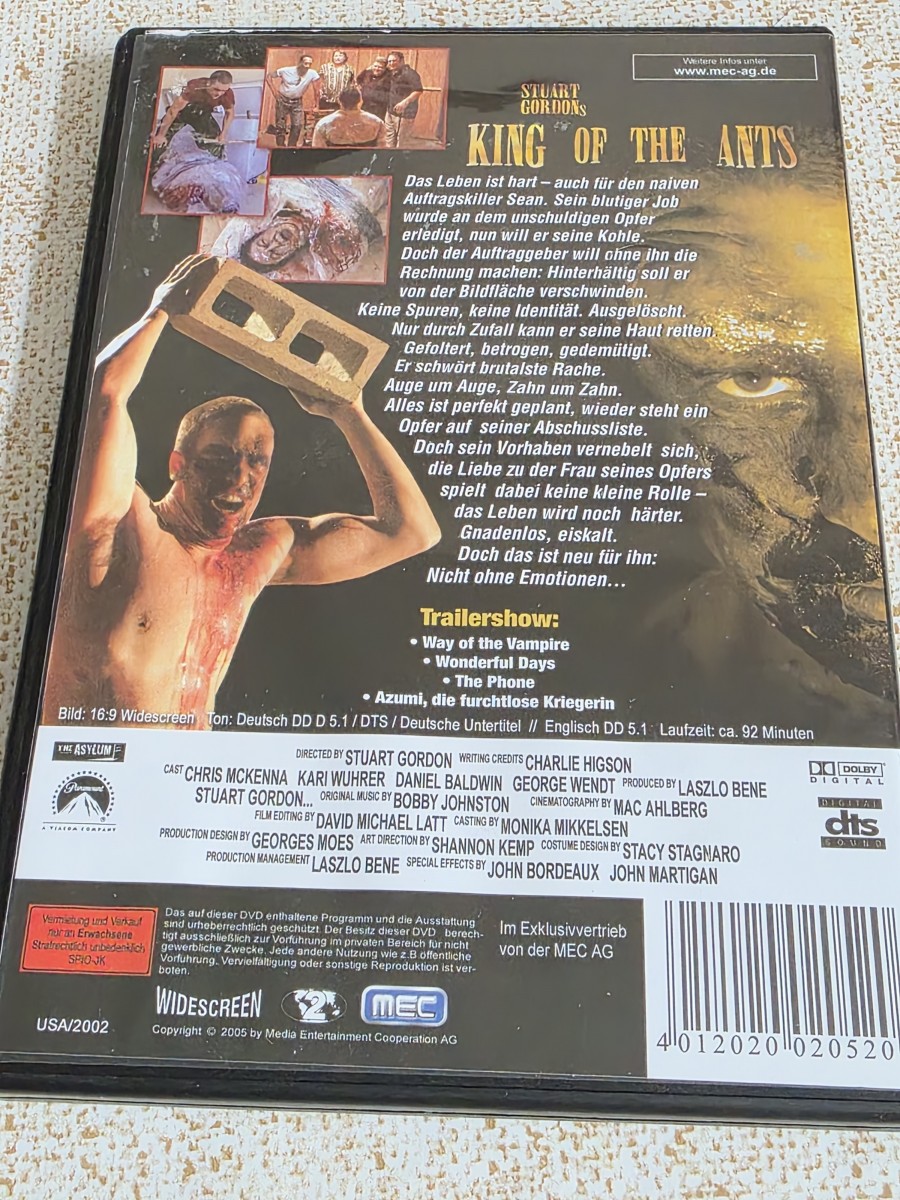 Weitere Infos unter
www.mec-ag.de
STUART
GORDONs
KING OF THE ANTS
Das Leben ist hart – auch für den naiven
Auftragskiller Sean. Sein blutiger Job
wurde an dem unschuldigen Opfer
erledigt, nun will er seine Kohle.
Doch der Auftraggeber will ohne ihn die
Rechnung machen: Hinterhältig soll er
von der Bildfläche verschwinden.
Keine Spuren, keine Identität. Ausgelöscht.
Nur durch Zufall kann er seine Haut retten.
Gefoltert, betrogen, gedemütigt.
Er schwört brutalste Rache.
Auge um Auge, Zahn um Zahn.
Alles ist perfekt geplant, wieder steht ein
Opfer auf seiner Abschussliste.
Doch sein Vorhaben vernebelt sich,
die Liebe zu der Frau seines Opfers
spielt dabei keine kleine Rolle –
das Leben wird noch härter.
Gnadenlos, eiskalt.
Doch das ist neu für ihn:
Nicht ohne Emotionen...
Trailershow:
• Way of the Vampire
• Wonderful Days
• The Phone
• Azumi, die furchtlose Kriegerin
Bild: 16:9 Widescreen Ton: Deutsch DD D 5.1 / DTS / Deutsche Untertitel // Englisch DD 5.1 Laufzeit: ca. 92 Minuten
THE ASYLUM
Paramount
A VIACOM COMPANY
DIRECTED BY STUART GORDON WRITING CREDITS CHARLIE HIGSON
CAST CHRIS MCKENNA KARI WUHRER DANIEL BALDWIN GEORGE WENDT PRODUCED BY LASZLO BENE
STUART GORDON... ORIGINAL MUSIC BY BOBBY JOHNSTON CINEMATOGRAPHY BY MAC AHLBERG
FILM EDITING BY DAVID MICHAEL LATT CASTING BY MONIKA MIKKELSEN
PRODUCTION DESIGN BY GEORGES MOES ART DIRECTION BY SHANNON KEMP COSTUME DESIGN BY STACY STAGNARO
PRODUCTION MANAGEMENT LASZLO BENE SPECIAL EFFECTS BY JOHN BORDEAUX JOHN MARTIGAN
DOLBY
DIGITAL
DIGITAL
dts
SOUND
Vermietung und Verkauf
nur an Erwachsene
Strafrechtlich unbedenklich
SPIO-JK
Das auf dieser DVD enthaltene Programm und die Ausstattung
sind urheberrechtlich geschützt. Der Besitz dieser DVD berech-
tigt ausschließlich zur Vorführung im privaten Bereich für nicht
gewerbliche Zwecke. Jede andere Nutzung wie z.B öffentliche
Vorführung, Vervielfältigung oder sonstige Reproduktion ist ver-
boten.
Im Exklusivvertrieb
von der MEC AG
WIDESCREEN
2
MEC
USA/2002
Copyright © 2005 by Media Entertainment Cooperation AG
4 012020 020520